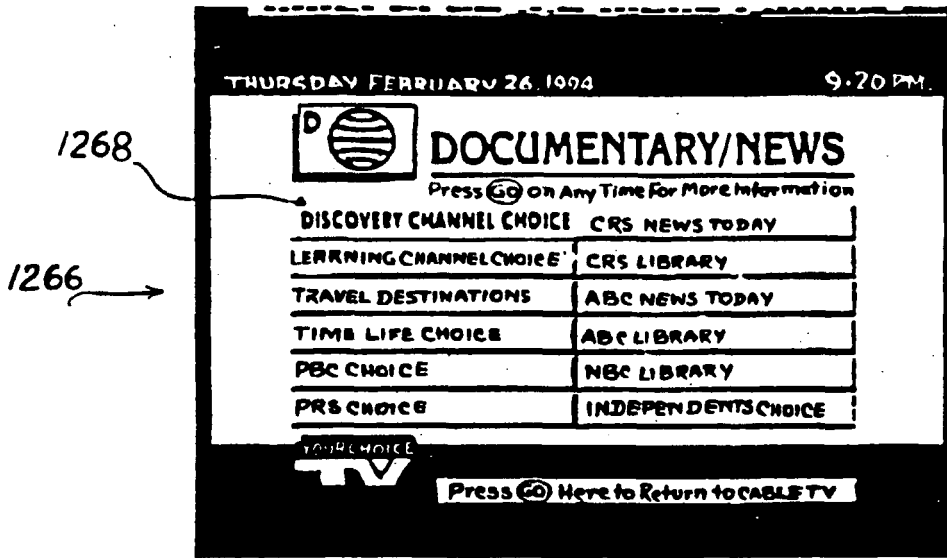 THURSDAY FEBRUARY 26, 1994 9:20 PM.
D
DOCUMENTARY/NEWS
Press GO on Any Time For More Information
1268
DISCOVERY CHANNEL CHOICE CRS NEWS TODAY
LEARNING CHANNEL CHOICE CRS LIBRARY
1266
TRAVEL DESTINATIONS ABC NEWS TODAY
TIME LIFE CHOICE ABC LIBRARY
PBC CHOICE NBC LIBRARY
PRS CHOICE INDEPENDENTS CHOICE
YOUR CHOICE
TV
Press GO Here to Return to CABLE TV